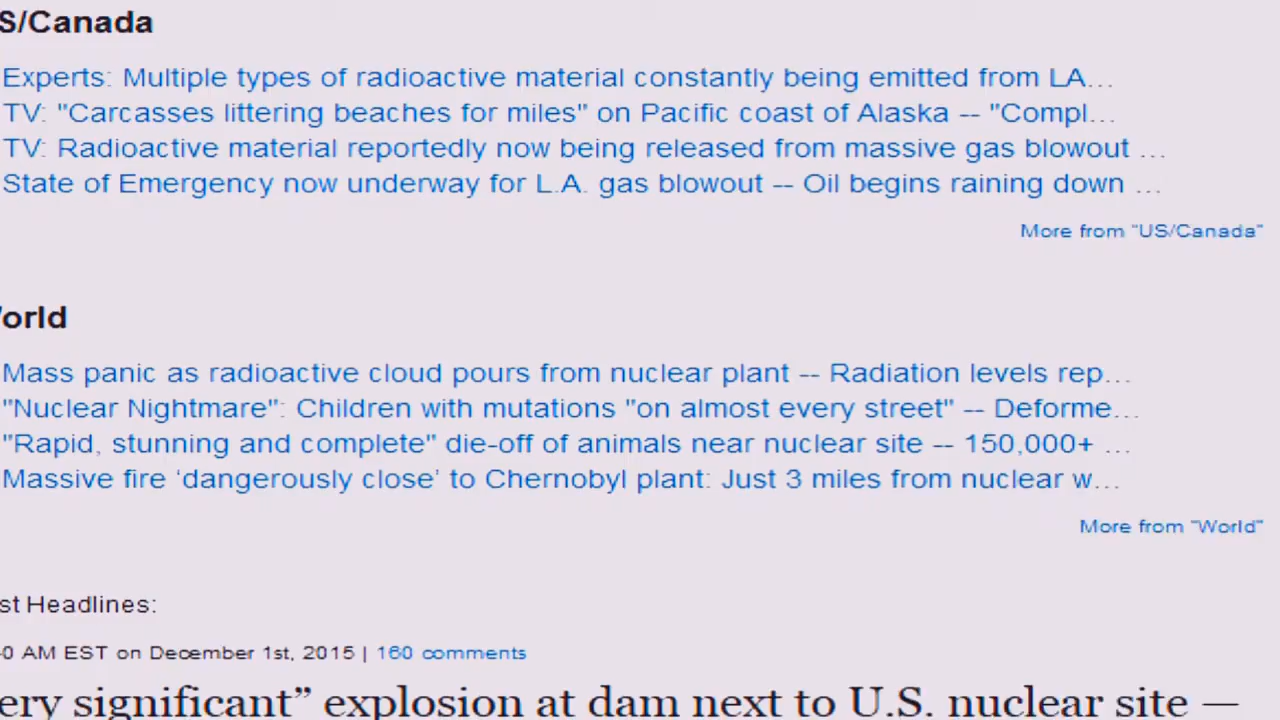 S/Canada
Experts: Multiple types of radioactive material constantly being emitted from LA...
TV: "Carcasses littering beaches for miles" on Pacific coast of Alaska -- "Compl...
TV: Radioactive material reportedly now being released from massive gas blowout ...
State of Emergency now underway for L.A. gas blowout -- Oil begins raining down ...
More from "US/Canada"
orld
Mass panic as radioactive cloud pours from nuclear plant -- Radiation levels rep...
"Nuclear Nightmare": Children with mutations "on almost every street" -- Deforme...
"Rapid, stunning and complete" die-off of animals near nuclear site -- 150,000+ ...
Massive fire ‘dangerously close’ to Chernobyl plant: Just 3 miles from nuclear w...
More from "World"
st Headlines:
0 AM EST on December 1st, 2015 | 160 comments
ery significant” explosion at dam next to U.S. nuclear site —